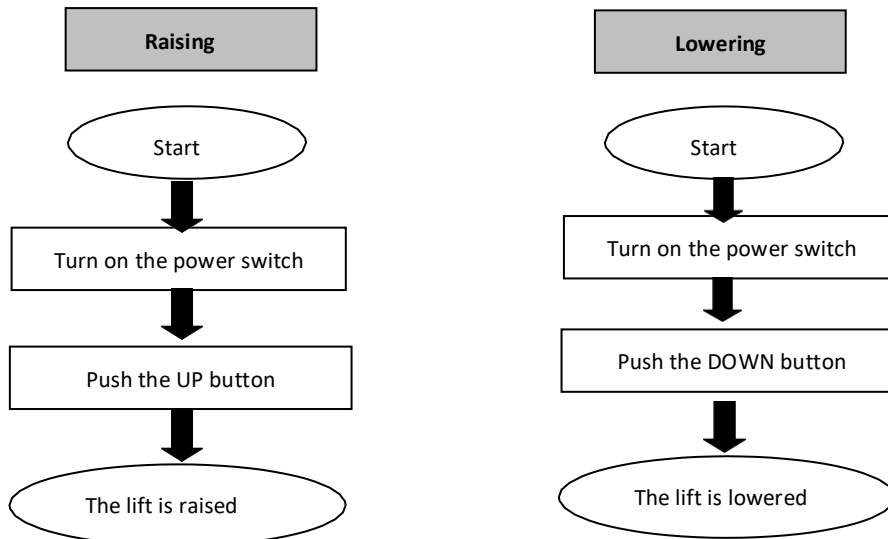 Raising
Start
Turn on the power switch
Push the UP button
The lift is raised
Lowering
Start
Turn on the power switch
Push the DOWN button
The lift is lowered